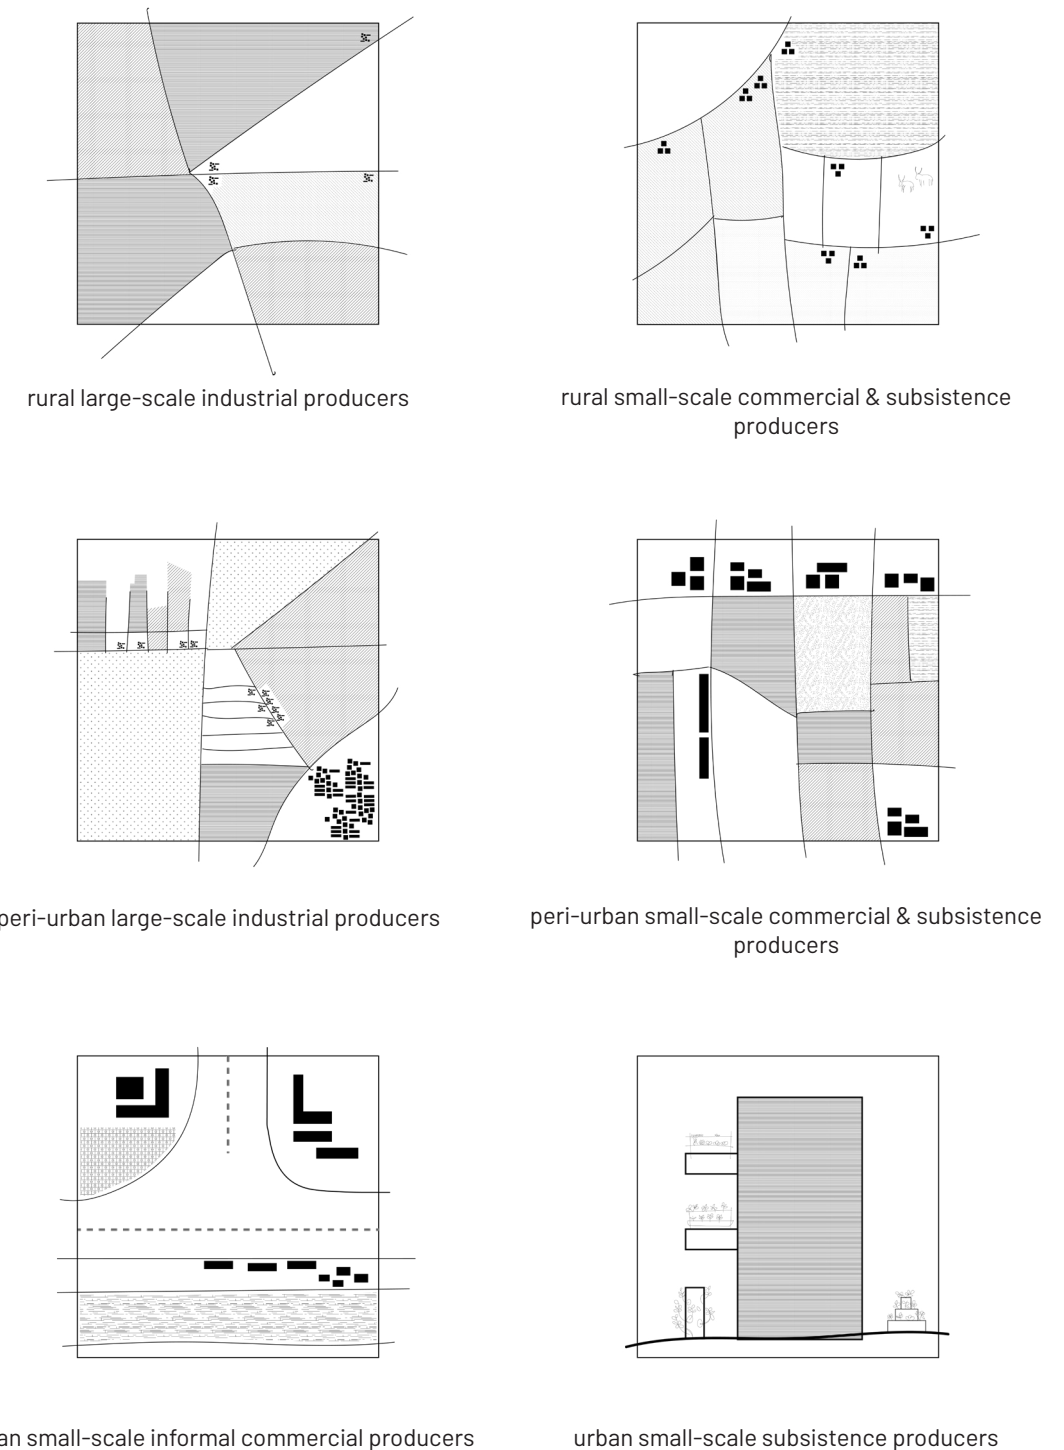 rural large-scale industrial producers
rural small-scale commercial & subsistence
producers
peri-urban large-scale industrial producers
peri-urban small-scale commercial & subsistence
producers
small-scale informal commercial producers
urban small-scale subsistence producers